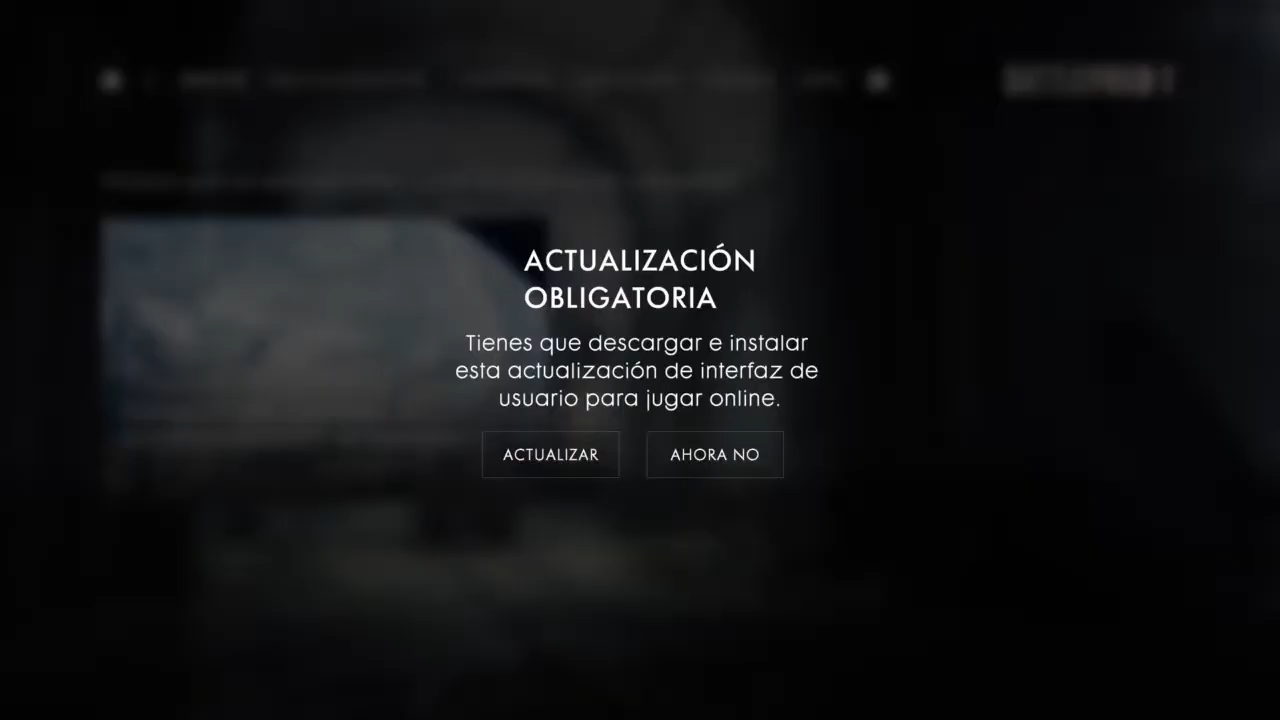 ACTUALIZACIÓN
OBLIGATORIA
Tienes que descargar e instalar
esta actualización de interfaz de
usuario para jugar online.
ACTUALIZAR
AHORA NO